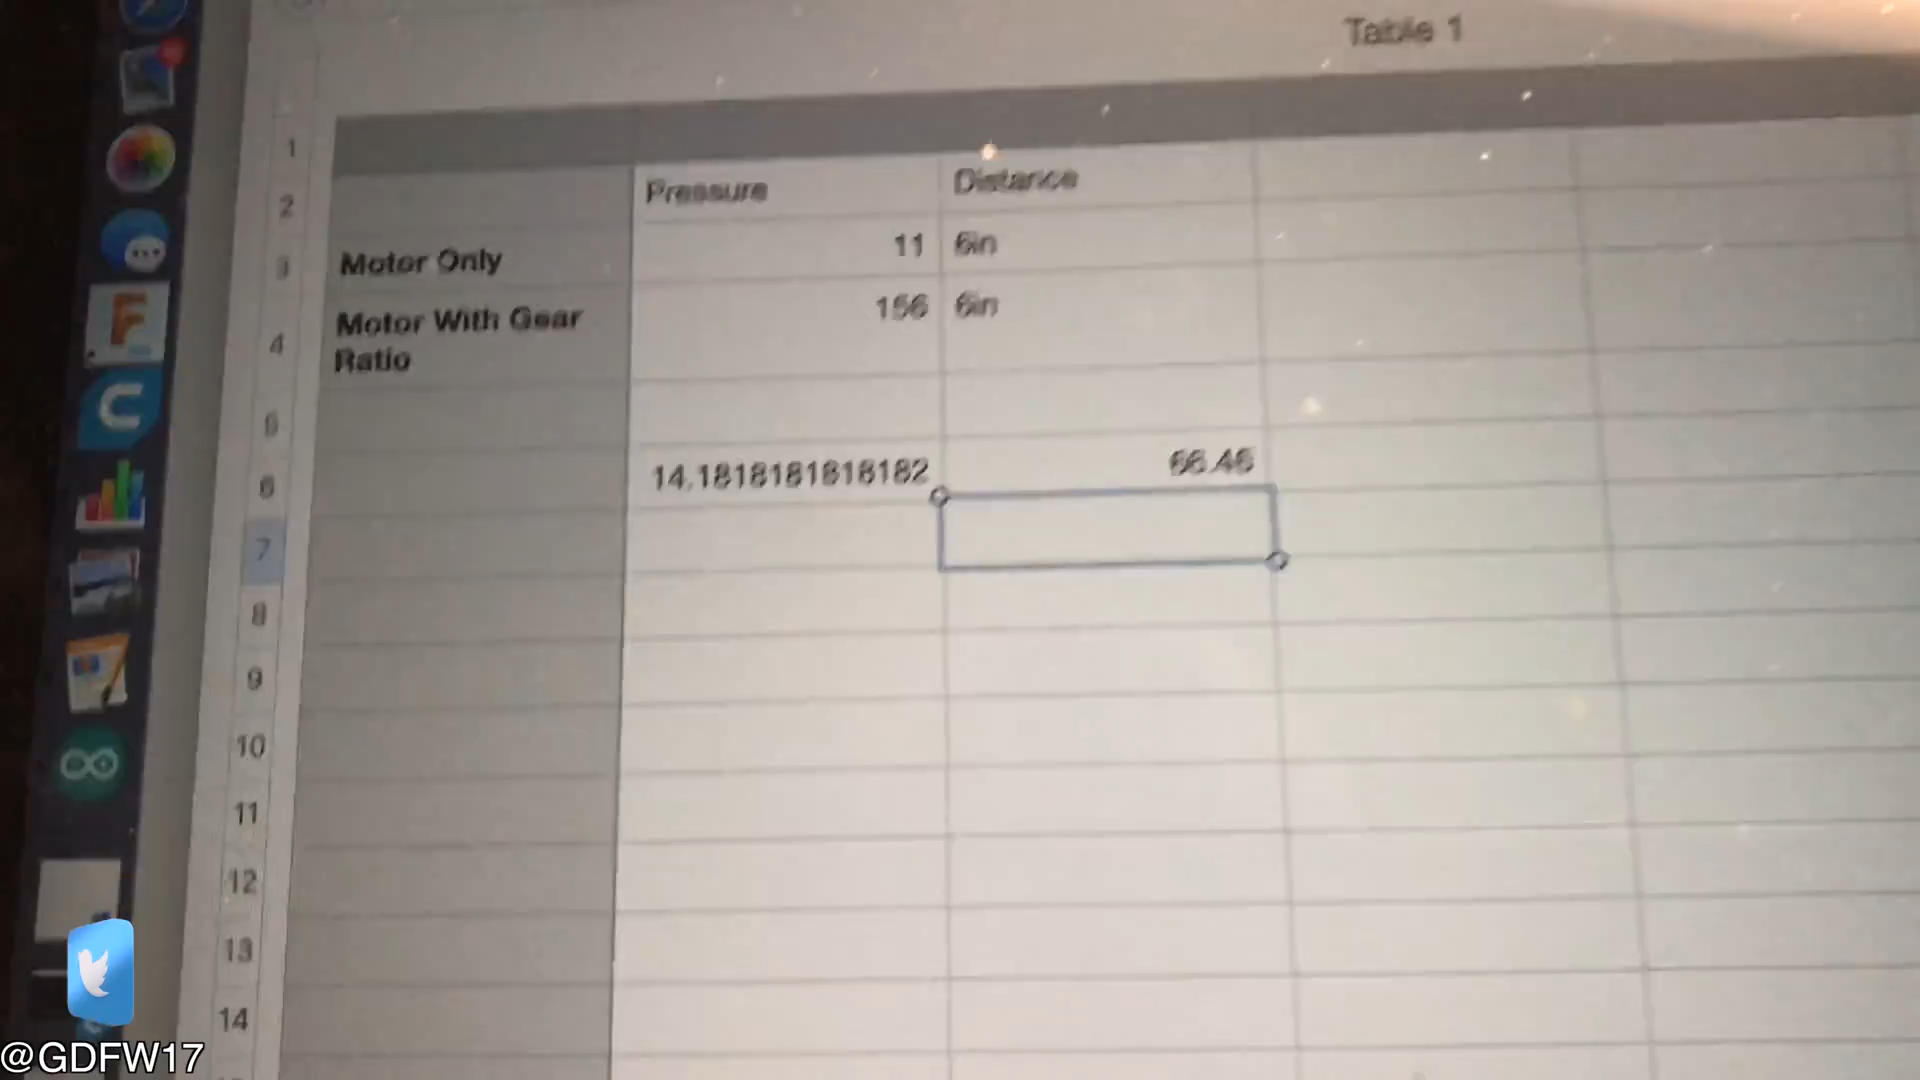 Table 1
1
2
Pressure
Distance
3
Motor Only
11
6in
4
Motor With Gear
Ratio
156
6in
5
6
14.1818181818182
66.46
7
8
9
10
11
12
13
14
@GDFW17